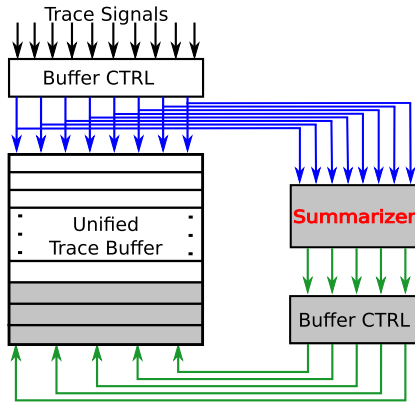 Trace Signals
Buffer CTRL
Unified
Trace Buffer
Summarizer
Buffer CTRL